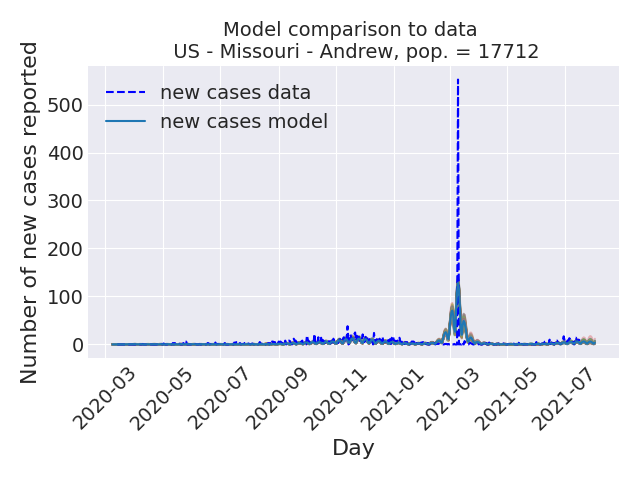 Model comparison to data
US - Missouri - Andrew, pop. = 17712
new cases data
new cases model
Number of new cases reported
500
400
300
200
100
0
2020-03
2020-05
2020-07
2020-09
2020-11
2021-01
2021-03
2021-05
2021-07
Day